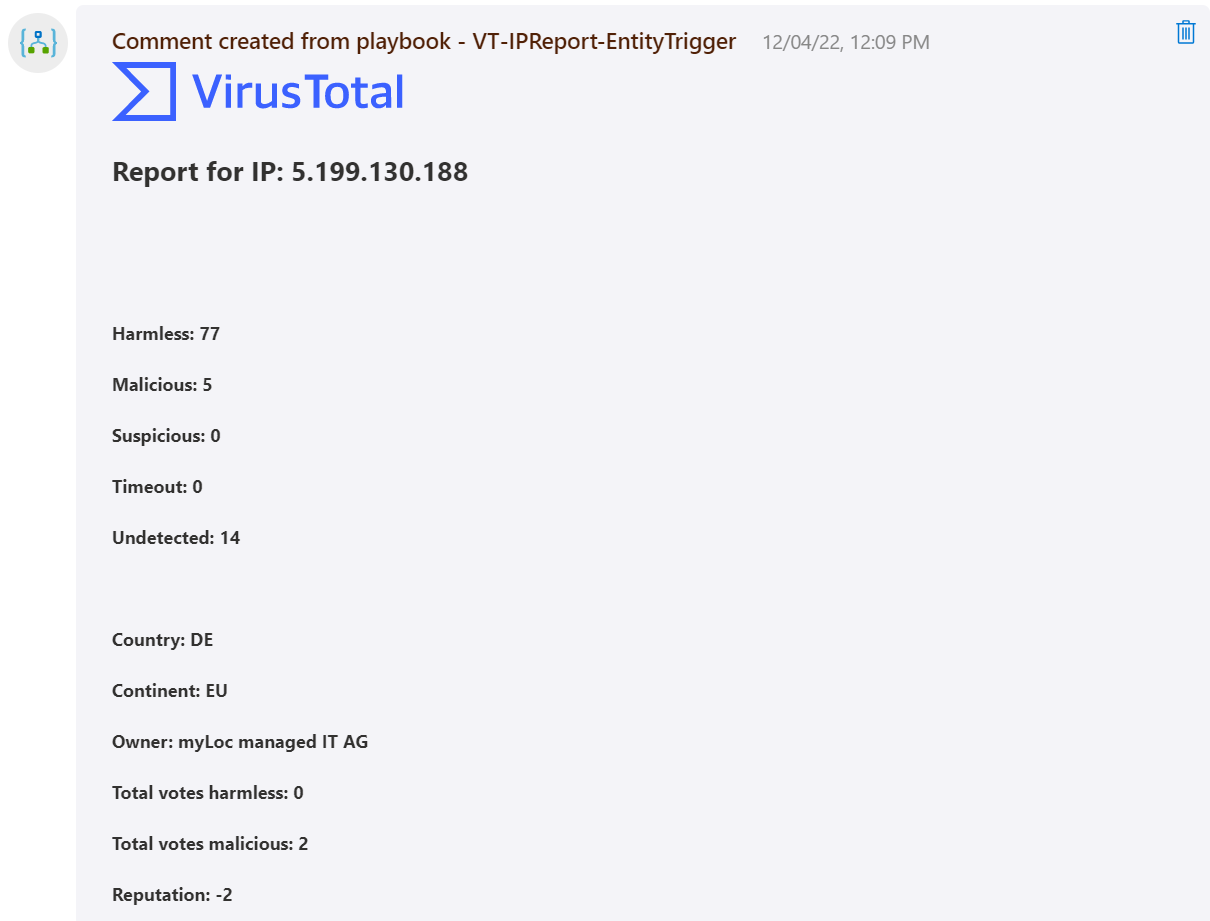 Comment created from playbook - VT-IPReport-EntityTrigger 12/04/22, 12:09 PM
VirusTotal
Report for IP: 5.199.130.188
Harmless: 77
Malicious: 5
Suspicious: 0
Timeout: 0
Undetected: 14
Country: DE
Continent: EU
Owner: myLoc managed IT AG
Total votes harmless: 0
Total votes malicious: 2
Reputation: -2